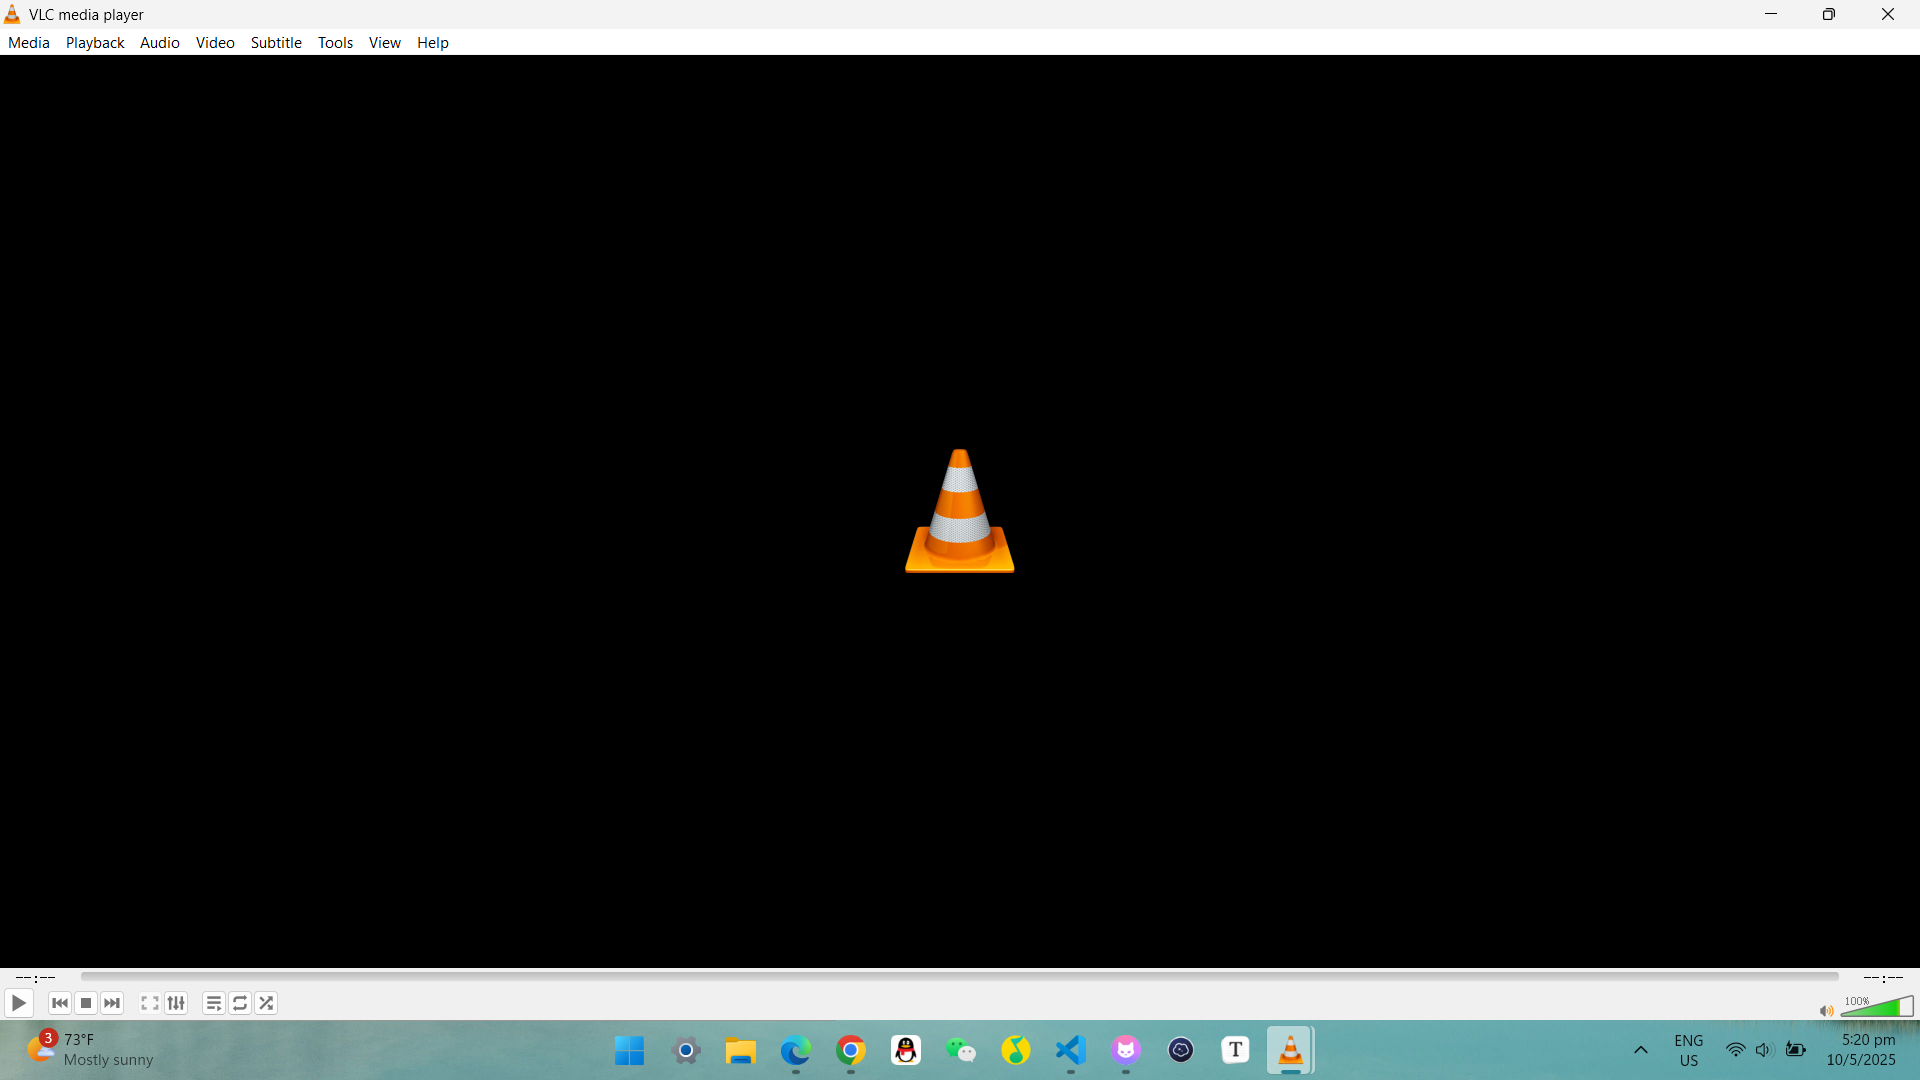 VLC media player
Media Playback Audio Video Subtitle Tools View Help
--:-- --:--
100%
3
73°F
Mostly sunny
T
ENG
US
5:20 pm
10/5/2025